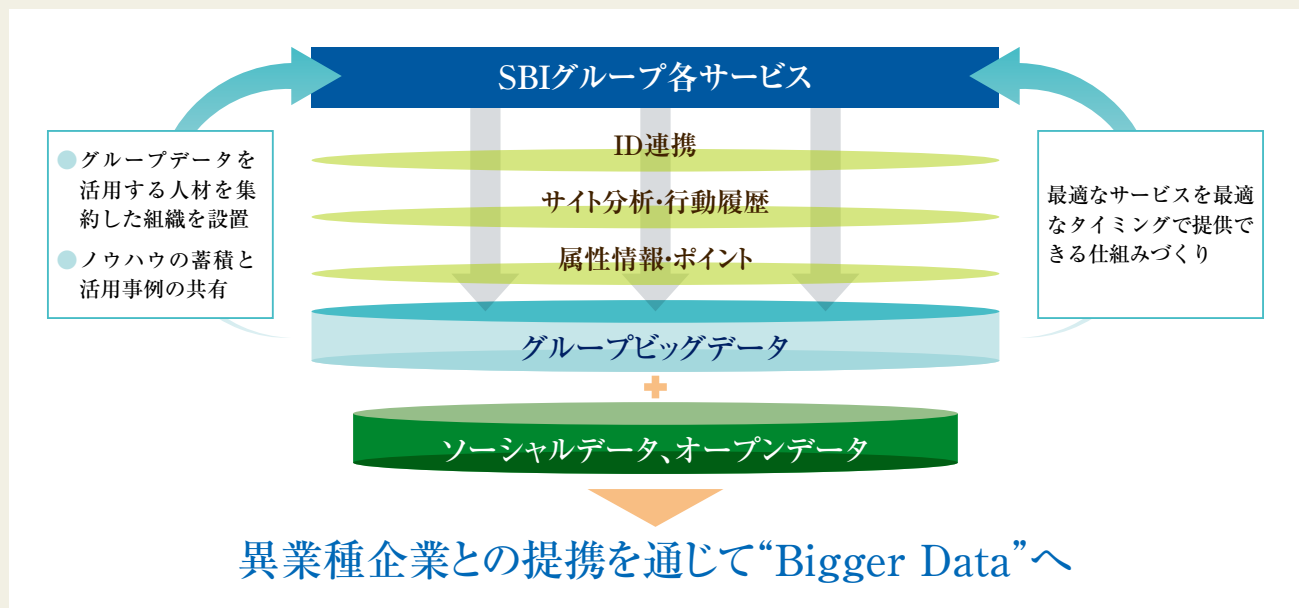 SBIグループ各サービス
グループデータを
活用する人材を集
約した組織を設置
ノウハウの蓄積と
活用事例の共有
ID連携
サイト分析・行動履歴
属性情報・ポイント
最適なサービスを最適
なタイミングで提供で
きる仕組みづくり
グループビッグデータ
+
ソーシャルデータ、オープンデータ
異業種企業との提携を通じて“Bigger Data”へ